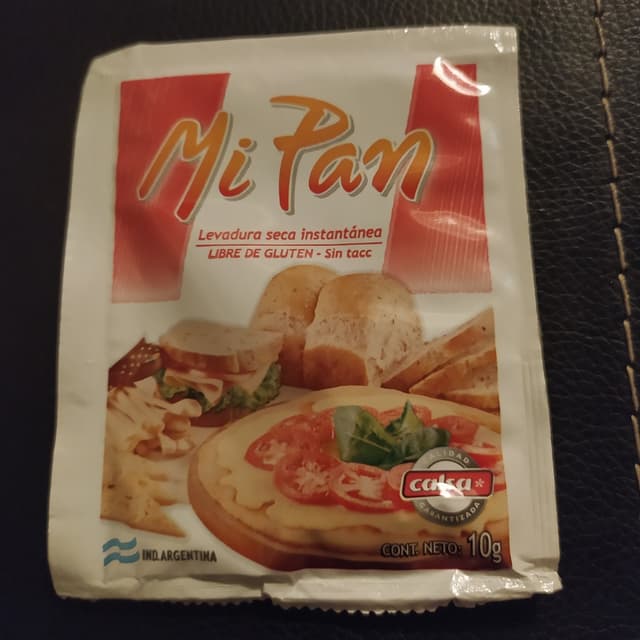 Mi Pan
Levadura seca instantánea
LIBRE DE GLUTEN - Sin tacc
CALIDAD
calsa*
GARANTIZADA
IND. ARGENTINA
CONT. NETO: 10g